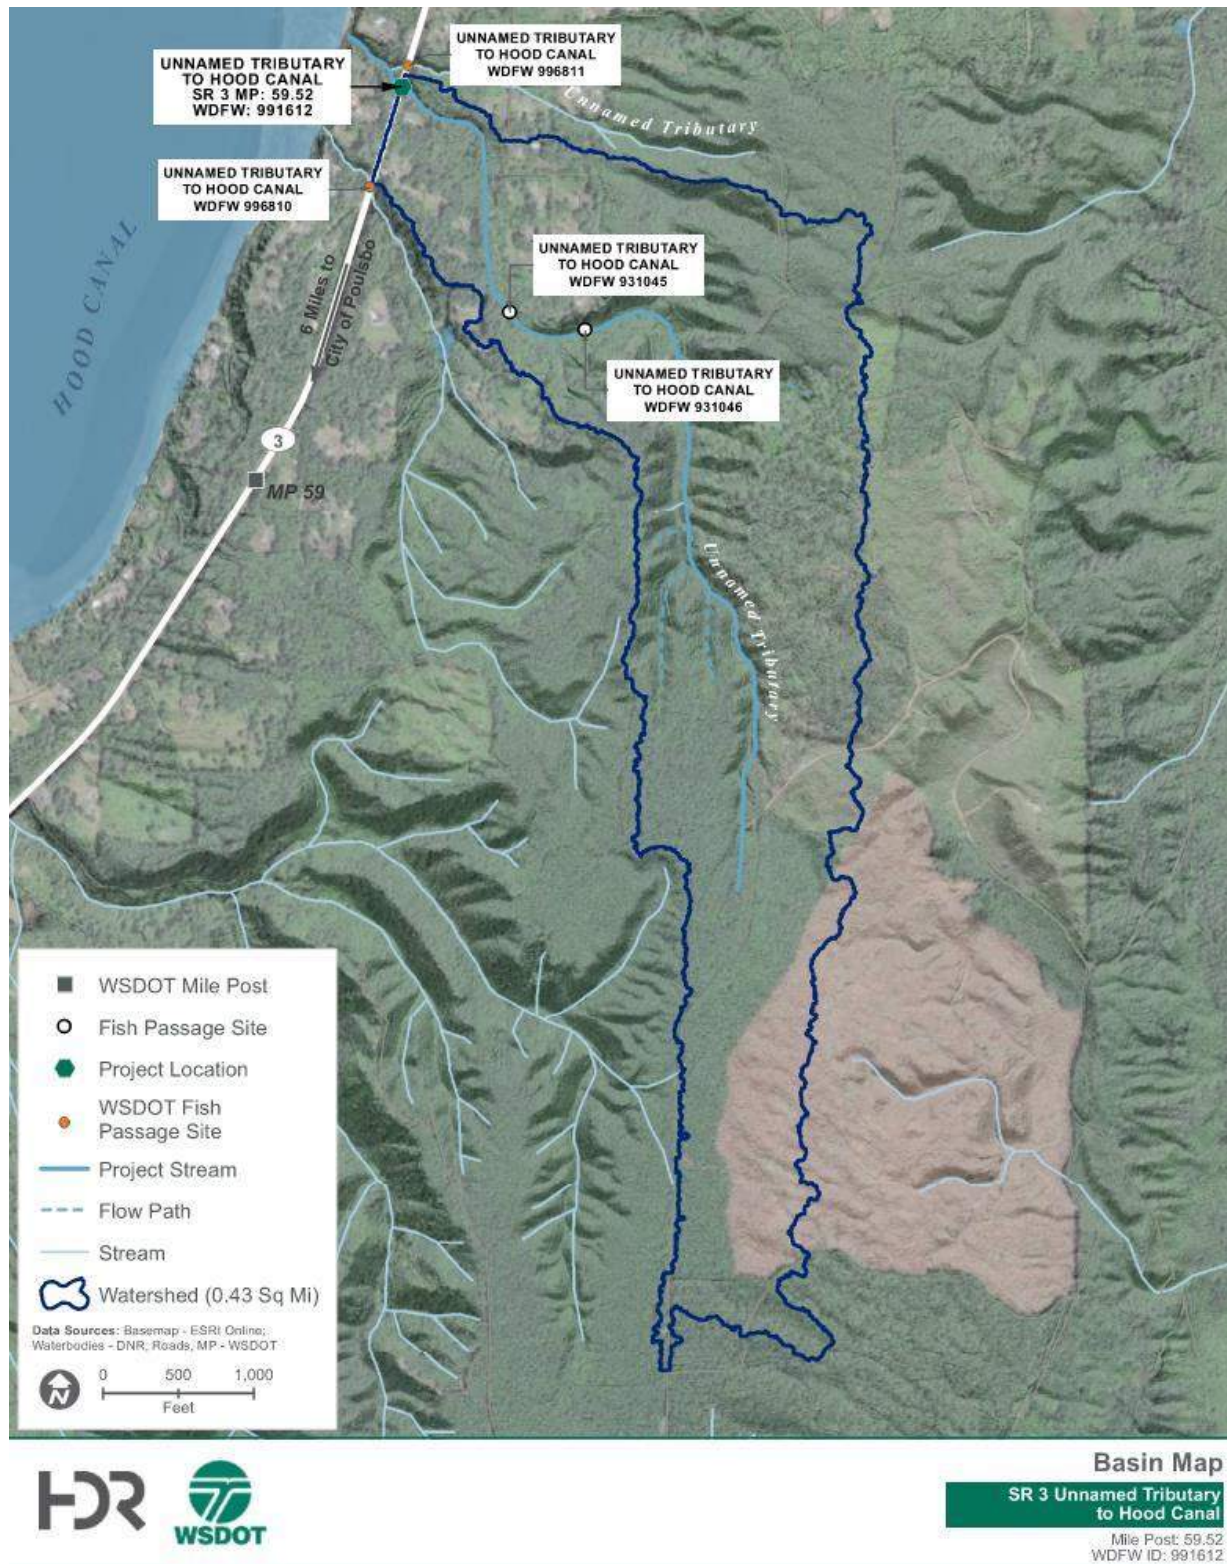 UNNAMED TRIBUTARY
TO HOOD CANAL
WDFW 996811
UNNAMED TRIBUTARY
TO HOOD CANAL
SR 3 MP: 59.52
WDFW: 991612
Unnamed Tributary
UNNAMED TRIBUTARY
TO HOOD CANAL
WDFW 996810
HOOD CANAL
6 Miles to
City of Poulsbo
UNNAMED TRIBUTARY
TO HOOD CANAL
WDFW 931045
UNNAMED TRIBUTARY
TO HOOD CANAL
WDFW 931046
3
MP 59
Unnamed Tributary
WSDOT Mile Post
Fish Passage Site
Project Location
WSDOT Fish
Passage Site
Project Stream
Flow Path
Stream
Watershed (0.43 Sq Mi)
Data Sources: Basemap - ESRI Online;
Waterbodies - DNR; Roads, MP - WSDOT
N
0 500 1,000
Feet
HDR
WSDOT
Basin Map
SR 3 Unnamed Tributary
to Hood Canal
Mile Post: 59.52
WDFW ID: 991612